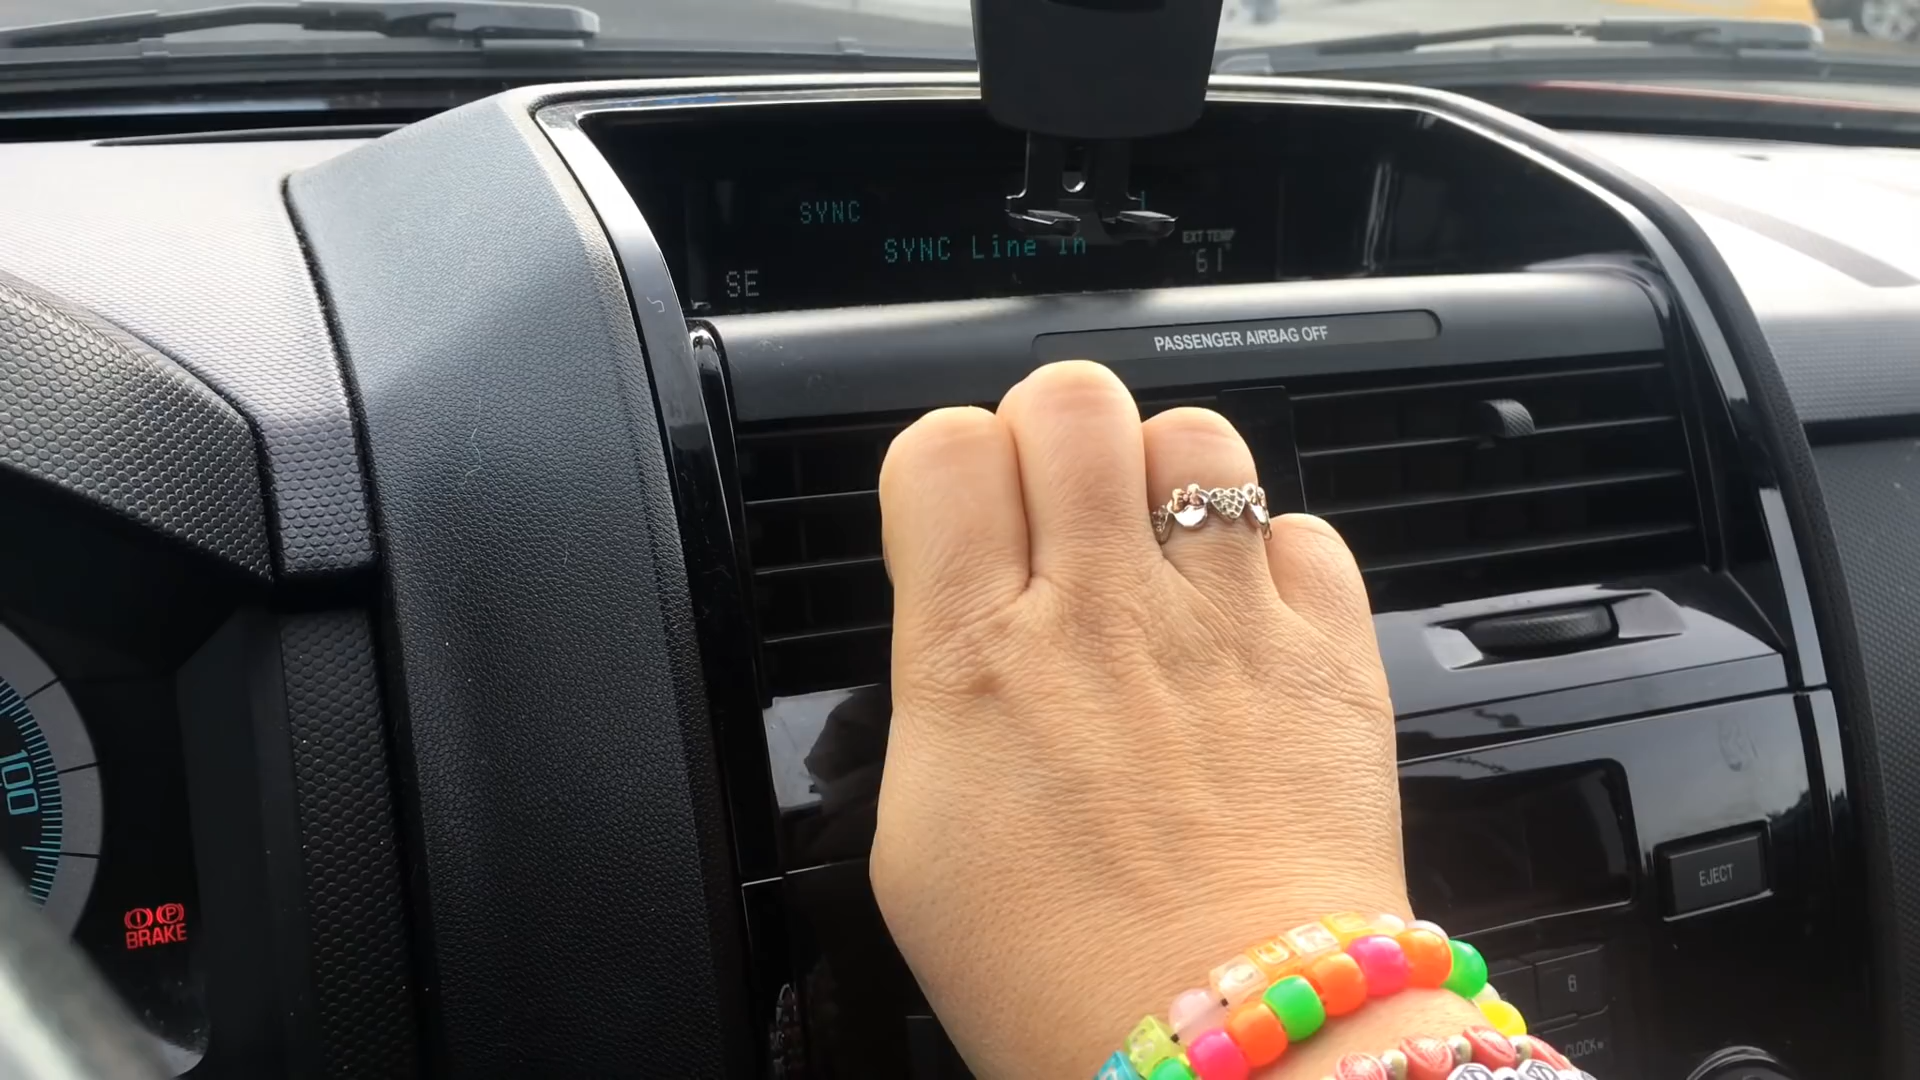 SYNC
SYNC Line In
EXT TEMP
61°
SE
PASSENGER AIRBAG OFF
100
BRAKE
EJECT
6
CLOCK